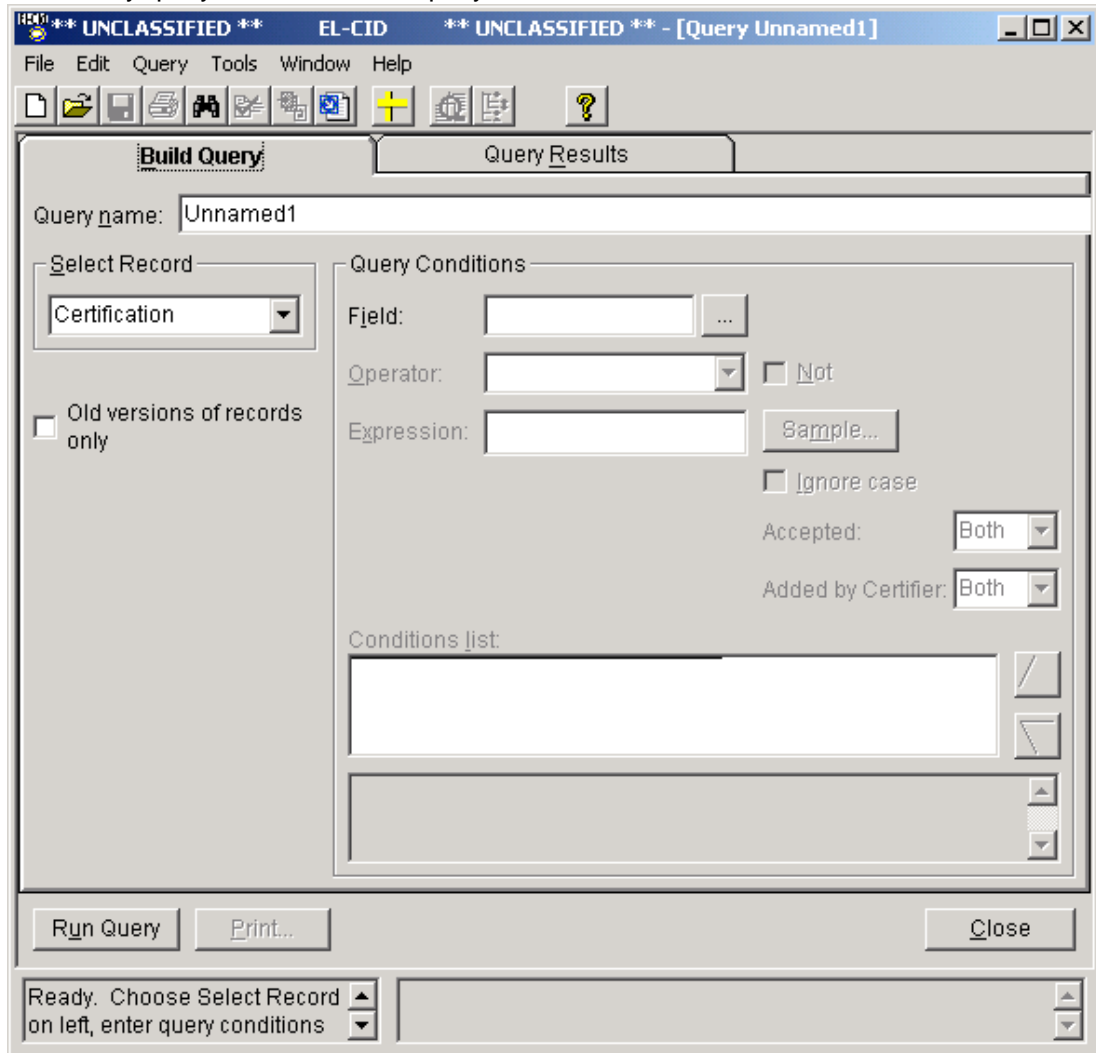 ** UNCLASSIFIED ** EL-CID ** UNCLASSIFIED ** - [Query Unnamed1]
File Edit Query Tools Window Help
Build Query Query Results
Query name: Unnamed1
Select Record
Certification
Old versions of records
only
Query Conditions
Field: ...
Operator: Not
Expression: Sample...
Ignore case
Accepted: Both
Added by Certifier: Both
Conditions list:
Run Query Print... Close
Ready. Choose Select Record
on left, enter query conditions